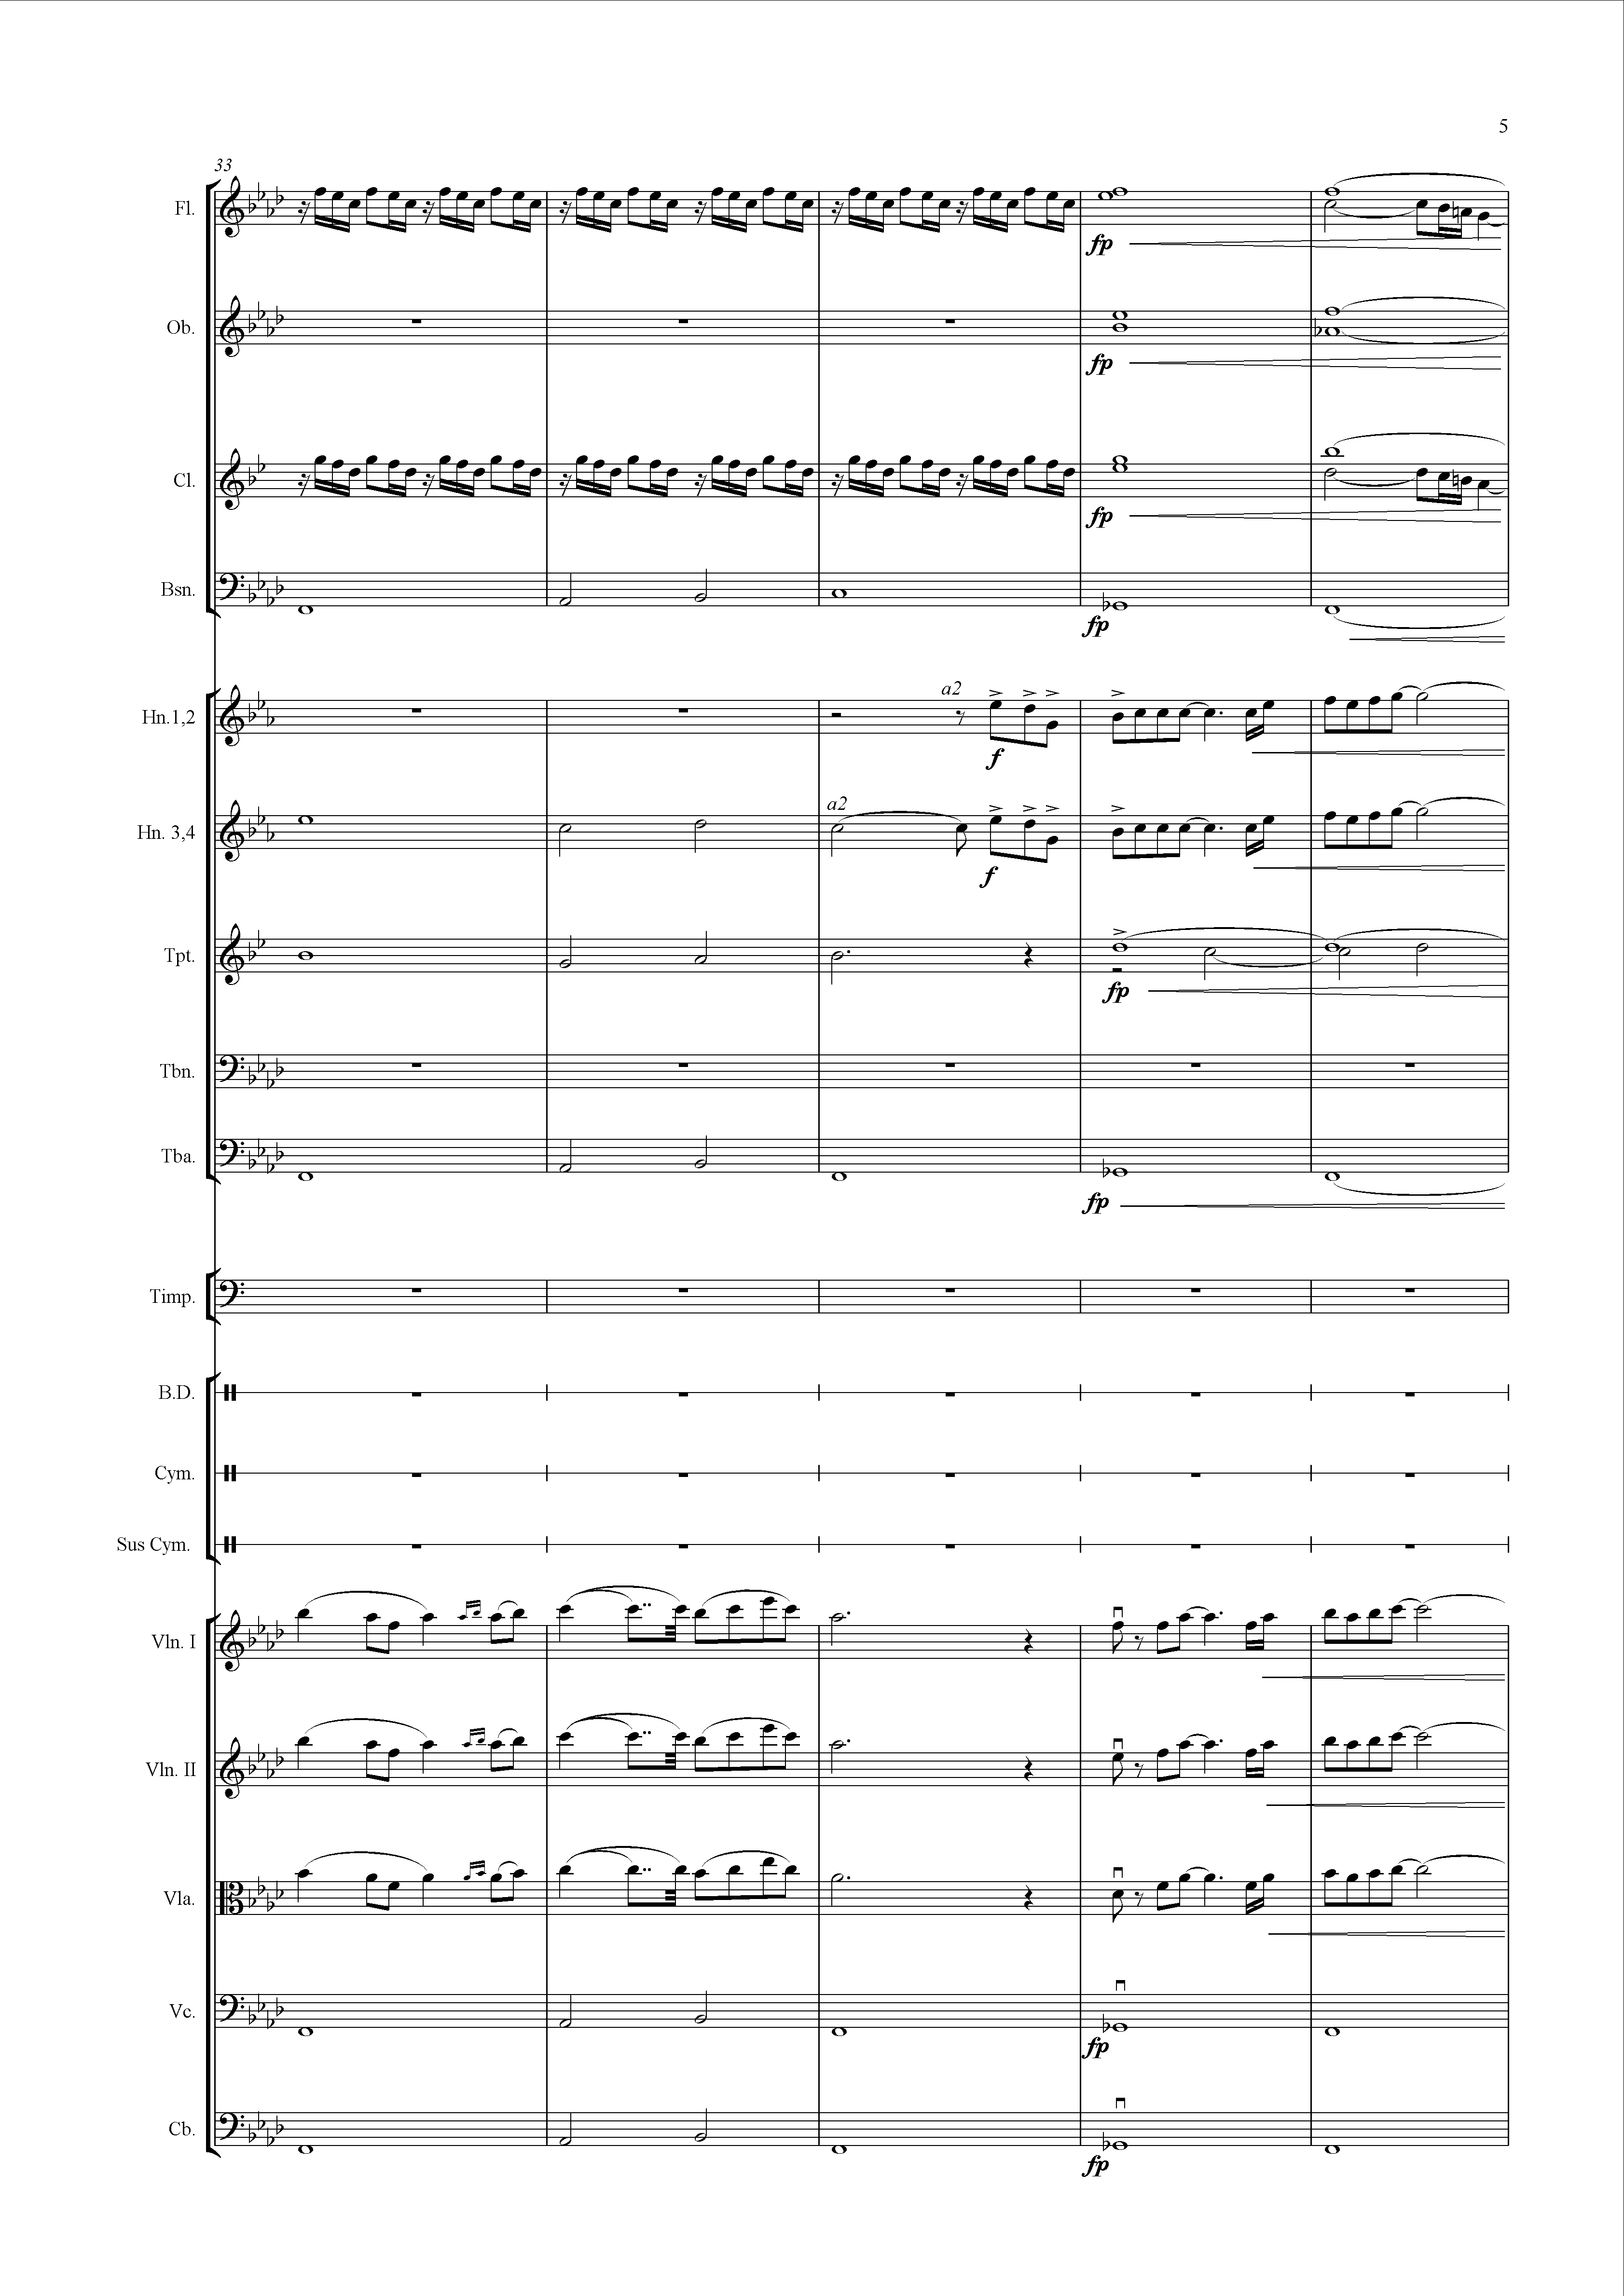 5
33
Fl.
fp
Ob.
fp
Cl.
fp
Bsn.
fp
Hn.1,2
a2
f
Hn. 3,4
a2
f
Tpt.
fp
Tbn.
Tba.
fp
Timp.
B.D.
Cym.
Sus Cym.
Vln. I
Vln. II
Vla.
Vc.
fp
Cb.
fp